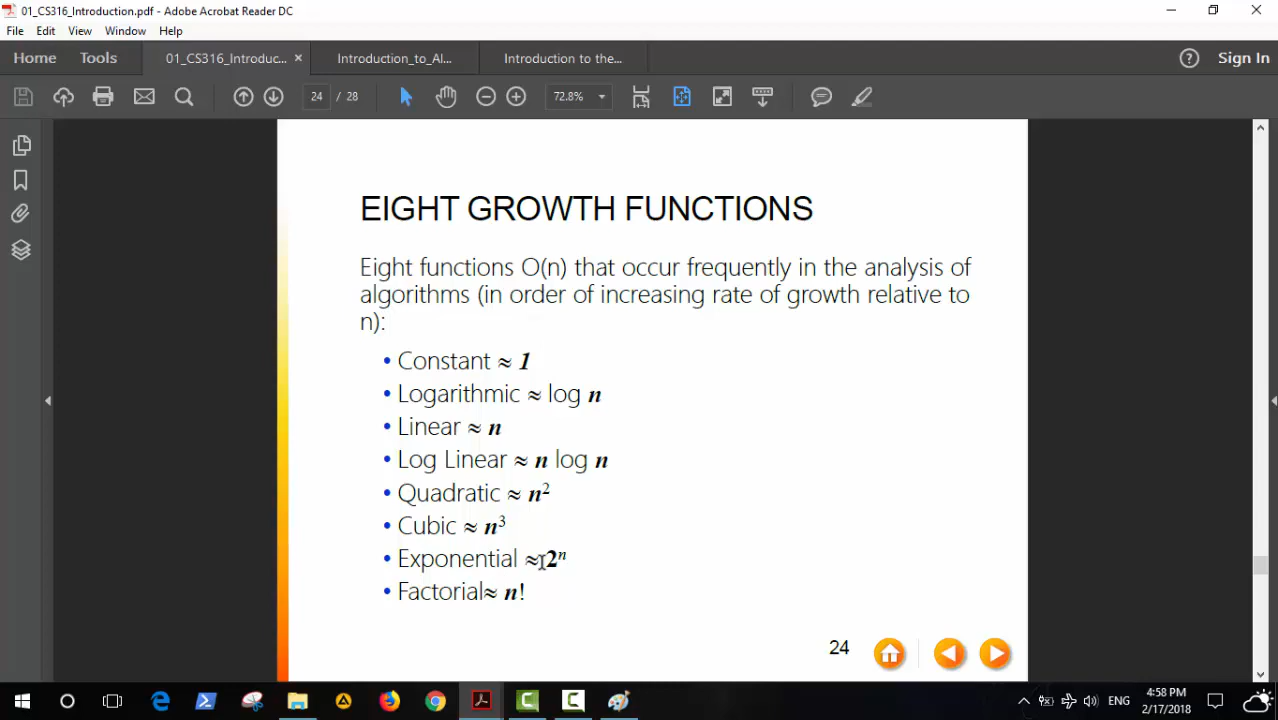 01_CS316_Introduction.pdf - Adobe Acrobat Reader DC
File Edit View Window Help
Home Tools 01_CS316_Introduc... × Introduction_to_Al... Introduction to the... Sign In
24 / 28 72.8%
EIGHT GROWTH FUNCTIONS
Eight functions O(n) that occur frequently in the analysis of
algorithms (in order of increasing rate of growth relative to
n):
• Constant ≈ 1
• Logarithmic ≈ log n
• Linear ≈ n
• Log Linear ≈ n log n
• Quadratic ≈ n²
• Cubic ≈ n³
• Exponential ≈ 2ⁿ
• Factorial≈ n!
24
ENG 4:58 PM
2/17/2018